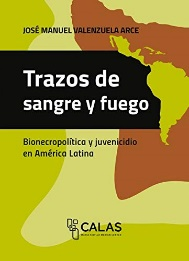 JOSÉ MANUEL VALENZUELA ARCE
Trazos de
sangre y fuego
Bionecropolítica y juvenicidio
en América Latina
CALAS